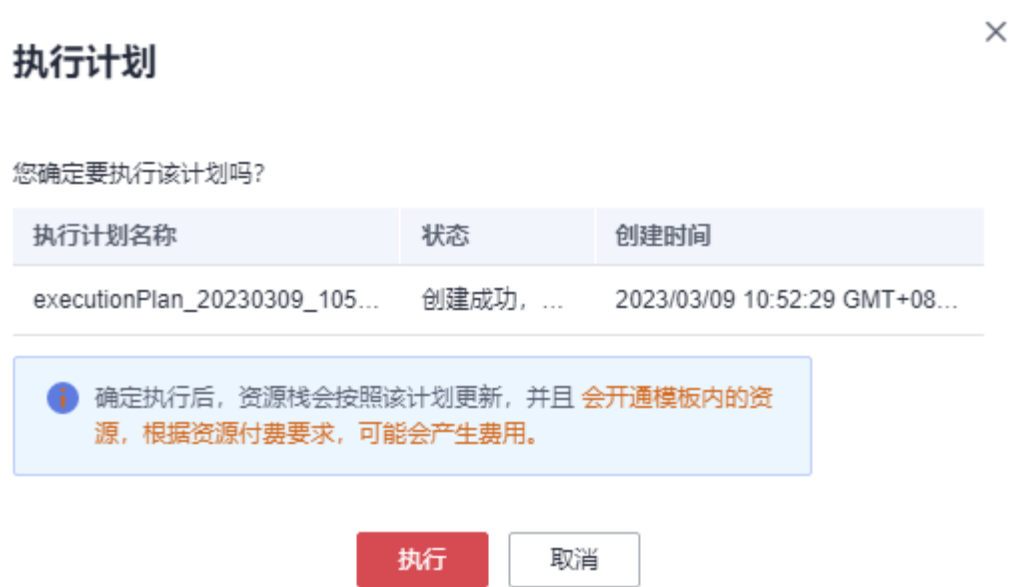 执行计划
您确定要执行该计划吗?
执行计划名称 状态 创建时间
executionPlan_20230309_105... 创建成功，... 2023/03/09 10:52:29 GMT+08...
确定执行后，资源栈会按照该计划更新，并且 会开通模板内的资
源，根据资源付费要求，可能会产生费用。
执行 取消